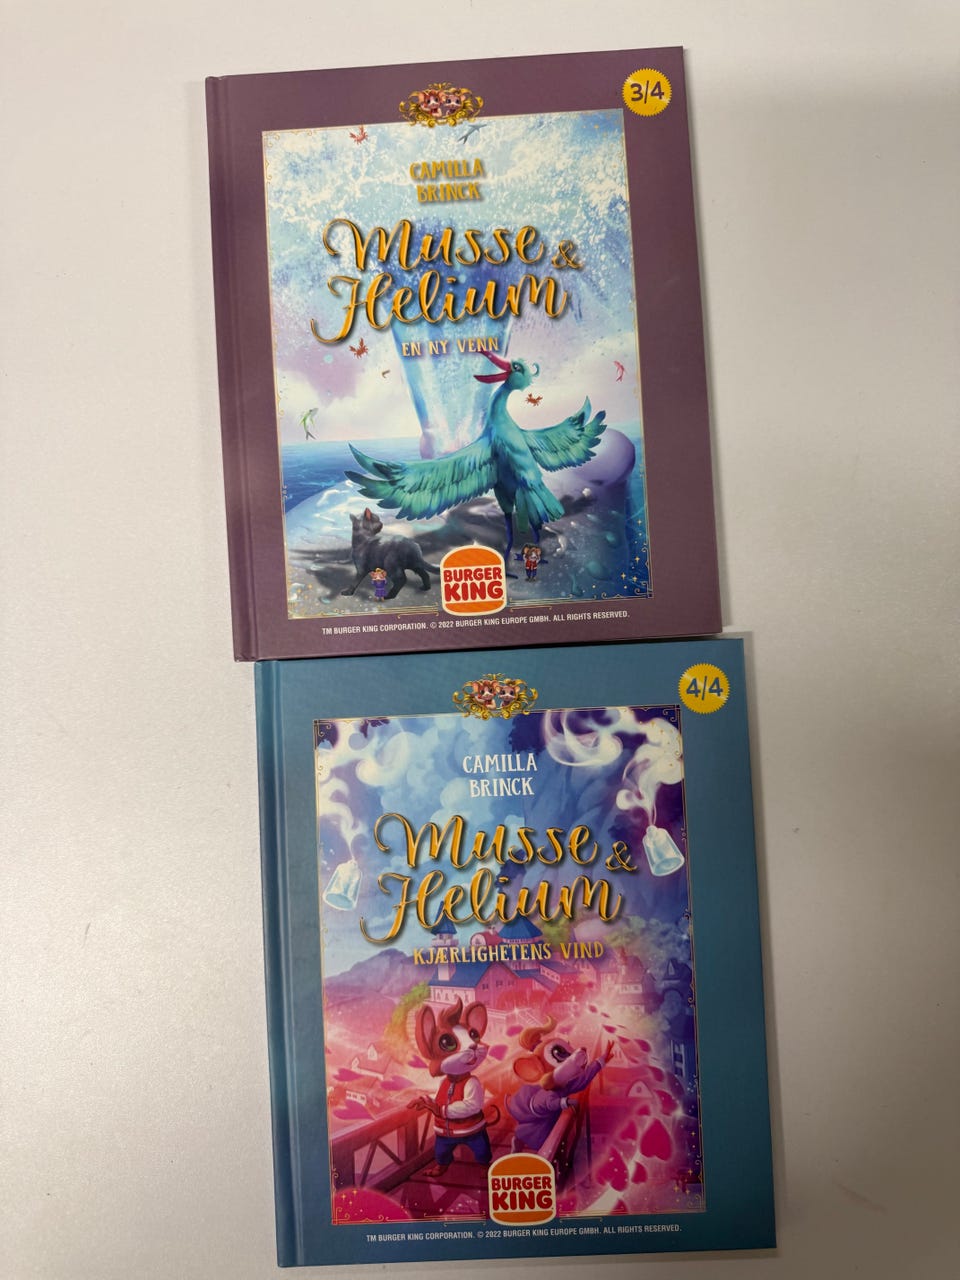 3/4
CAMILLA
BRINCK
Musse &
Helium
EN NY VENN
BURGER
KING
TM BURGER KING CORPORATION. © 2022 BURGER KING EUROPE GMBH. ALL RIGHTS RESERVED.
4/4
CAMILLA
BRINCK
Musse &
Helium
KJÆRLIGHETENS VIND
BURGER
KING
TM BURGER KING CORPORATION. © 2022 BURGER KING EUROPE GMBH. ALL RIGHTS RESERVED.